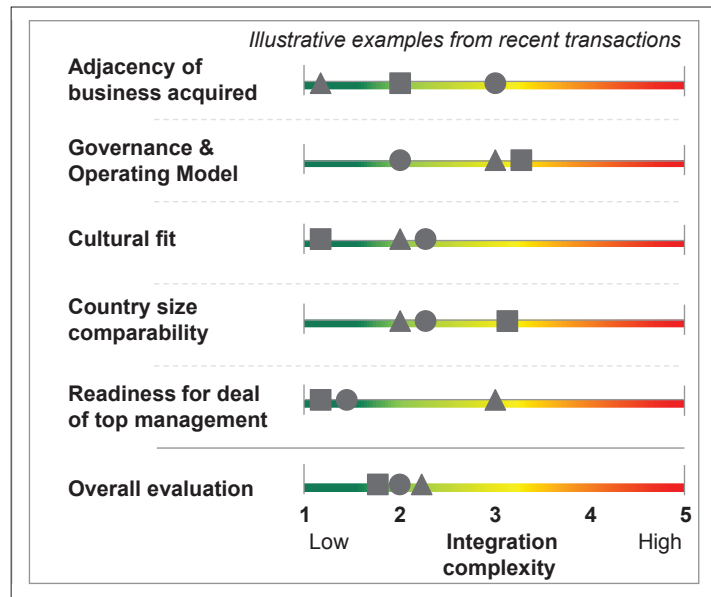 Illustrative examples from recent transactions
Adjacency of
business acquired
Governance &
Operating Model
Cultural fit
Country size
comparability
Readiness for deal
of top management
Overall evaluation
1 2 3 4 5
Low Integration High
complexity